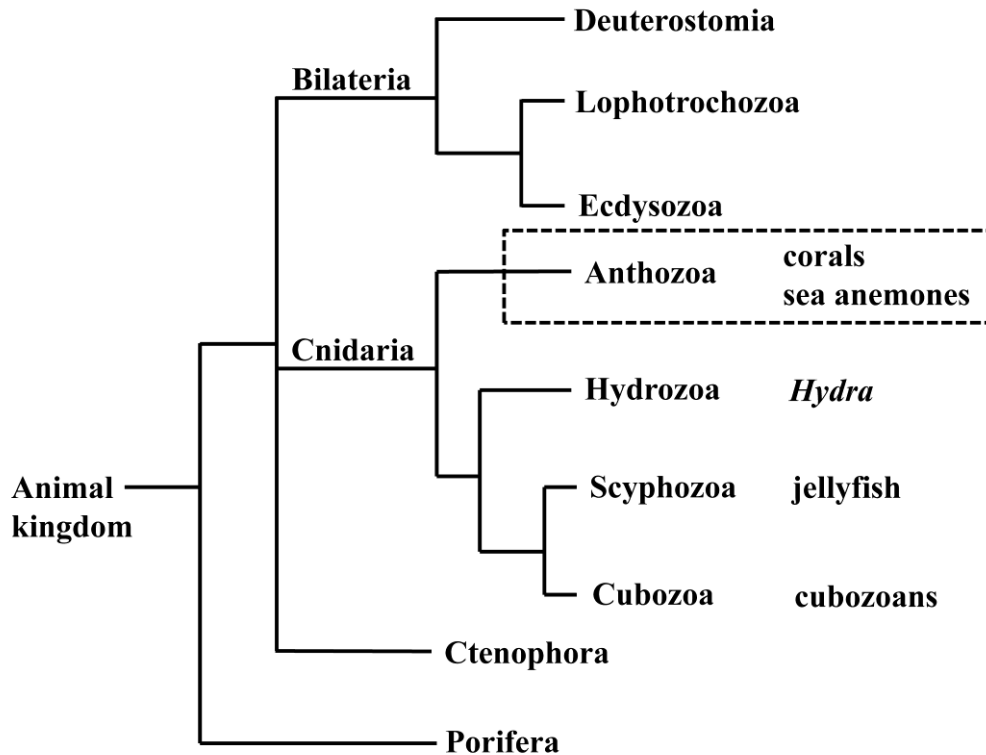 Deuterostomia
Bilateria
Lophotrochozoa
Ecdysozoa
Anthozoa corals
sea anemones
Cnidaria
Hydrozoa Hydra
Animal
kingdom
Scyphozoa jellyfish
Cubozoa cubozoans
Ctenophora
Porifera